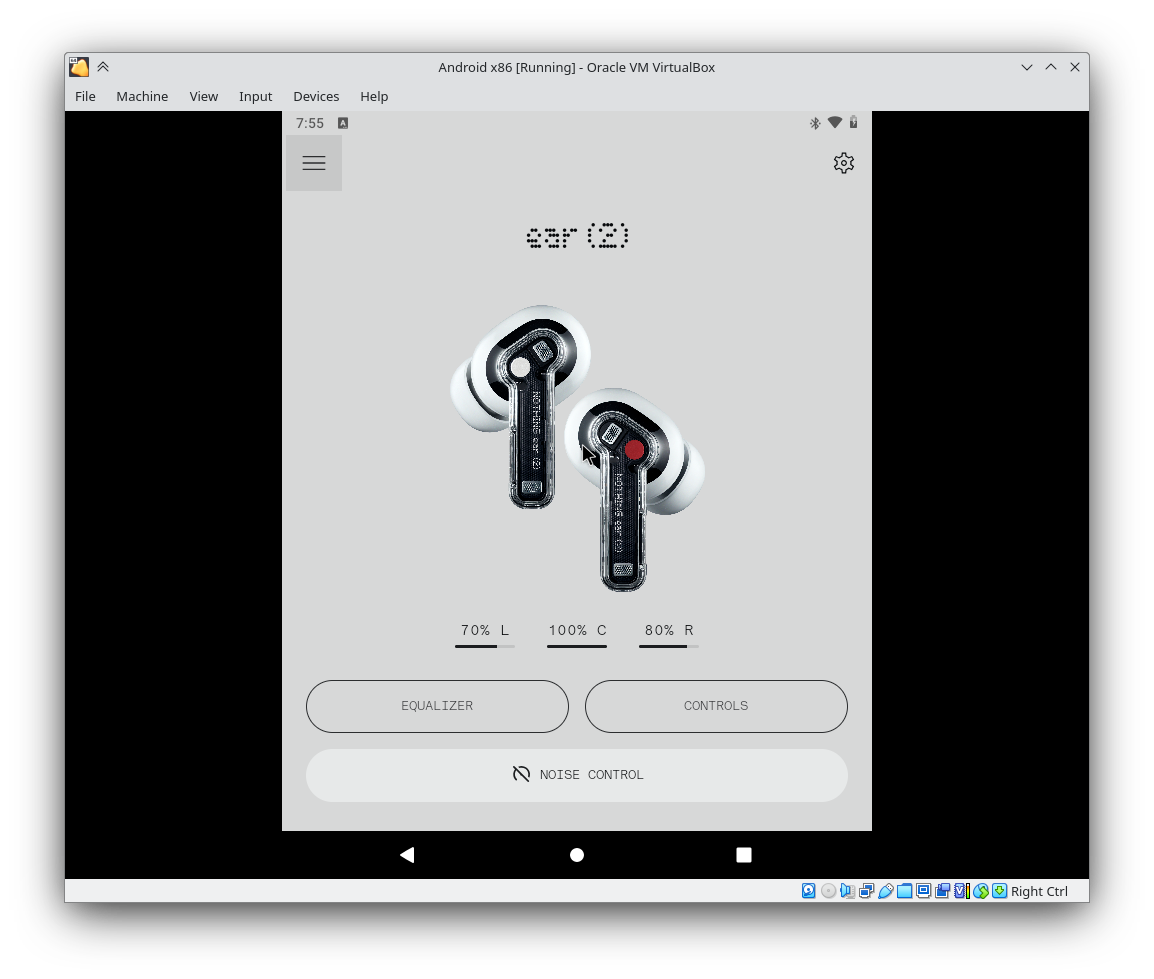 Android x86 [Running] - Oracle VM VirtualBox
File Machine View Input Devices Help
7:55
ear (2)
NOTHING ear (2)
NOTHING ear (2)
70% L 100% C 80% R
EQUALIZER CONTROLS
NOISE CONTROL
Right Ctrl